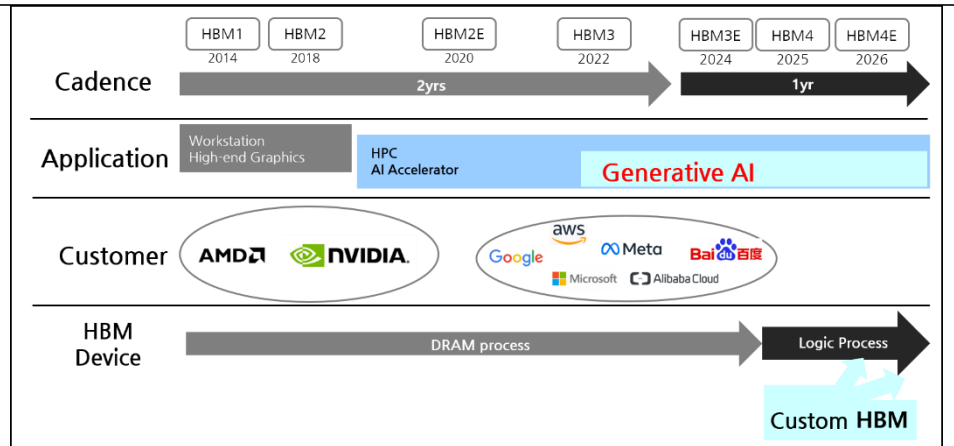 HBM1 HBM2 HBM2E HBM3 HBM3E HBM4 HBM4E
2014 2018 2020 2022 2024 2025 2026
Cadence
2yrs
1yr
Application
Workstation
High-end Graphics
HPC
AI Accelerator
Generative AI
Customer
AMD
NVIDIA.
Google
aws
Meta
Bai du 百度
Microsoft
Alibaba Cloud
HBM
Device
DRAM process
Logic Process
Custom HBM